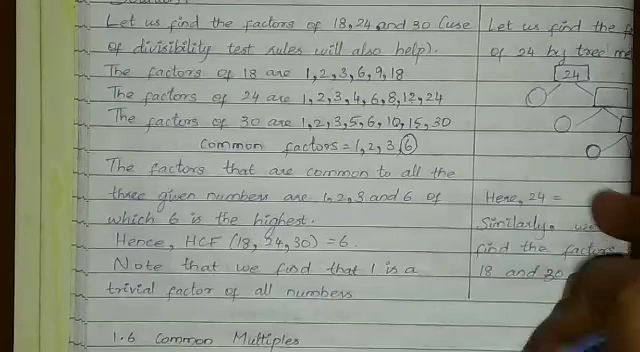 Let us find the factors of 18, 24 and 30 (use
of divisibility test rules will also help).
The factors of 18 are 1, 2, 3, 6, 9, 18
The factors of 24 are 1, 2, 3, 4, 6, 8, 12, 24
The factors of 30 are 1, 2, 3, 5, 6, 10, 15, 30
Common factors = 1, 2, 3, 6
The factors that are common to all the
three given numbers are 1, 2, 3 and 6 of
which 6 is the highest.
Hence, HCF (18, 24, 30) = 6.
Note that we find that 1 is a
trivial factor of all numbers
1.6 Common Multiples
Let us find the
of 24 by tree
24
Here, 24 =
Similarly,
find the factors
18 and 30